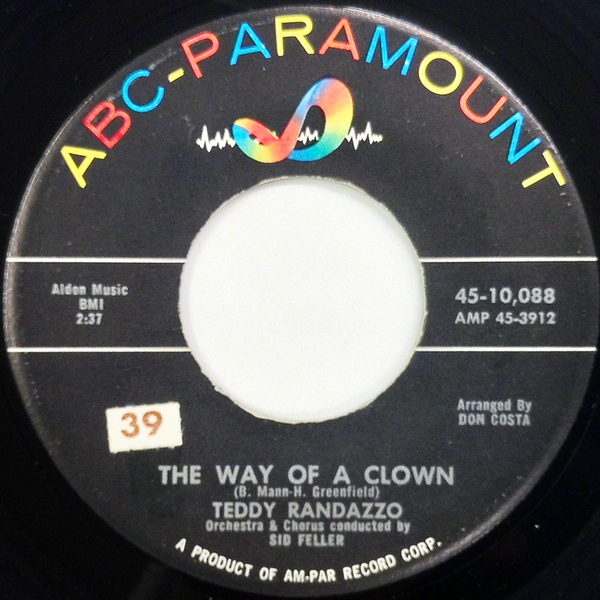 ABC-PARAMOUNT
Aldon Music
BMI
2:37
45-10,088
AMP 45-3912
39
Arranged By
DON COSTA
THE WAY OF A CLOWN
(B. Mann-H. Greenfield)
TEDDY RANDAZZO
Orchestra & Chorus conducted by
SID FELLER
A PRODUCT OF AM-PAR RECORD CORP.